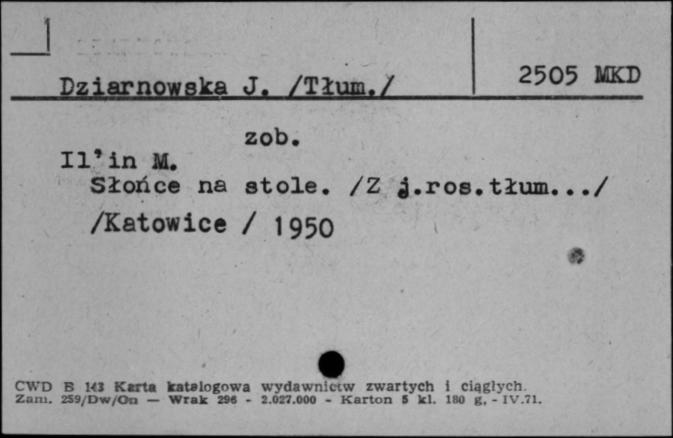 Dziarnowska J. /Tłum./
2505 MKD
zob.
Il'in M.
Słońce na stole. /Z j.ros.tłum.../
/Katowice / 1950
CWD B 143 Karta katalogowa wydawnictw zwartych i ciągłych.
Zam. 259/Dw/On — Wrak 296 - 2.027.000 - Karton 5 kl. 180 g. - IV.71.